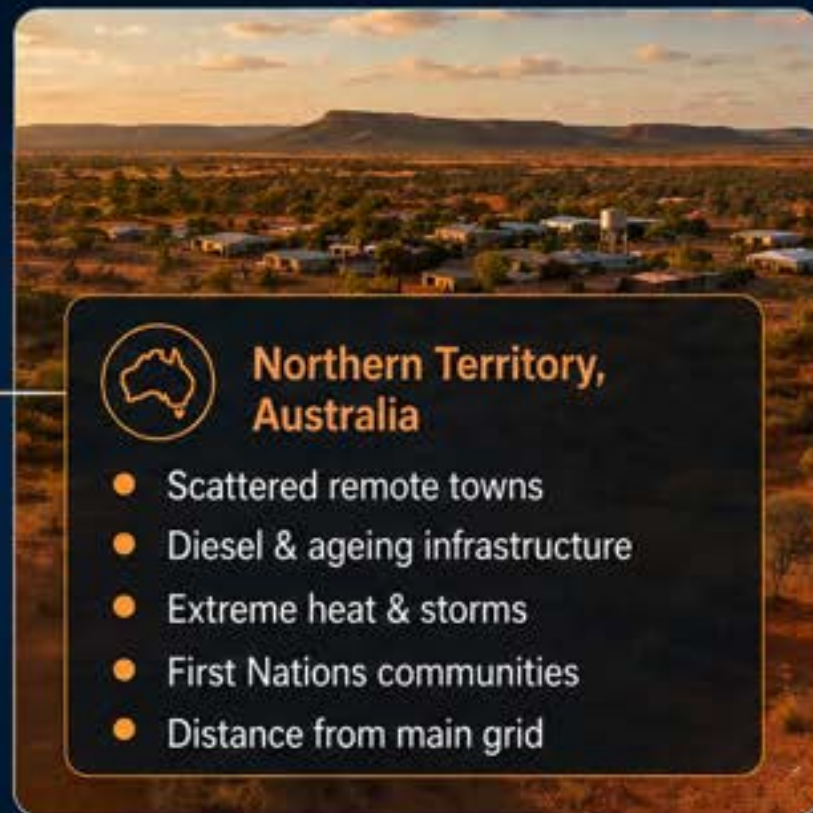 Northern Territory,
Australia
Scattered remote towns
Diesel & ageing infrastructure
Extreme heat & storms
First Nations communities
Distance from main grid